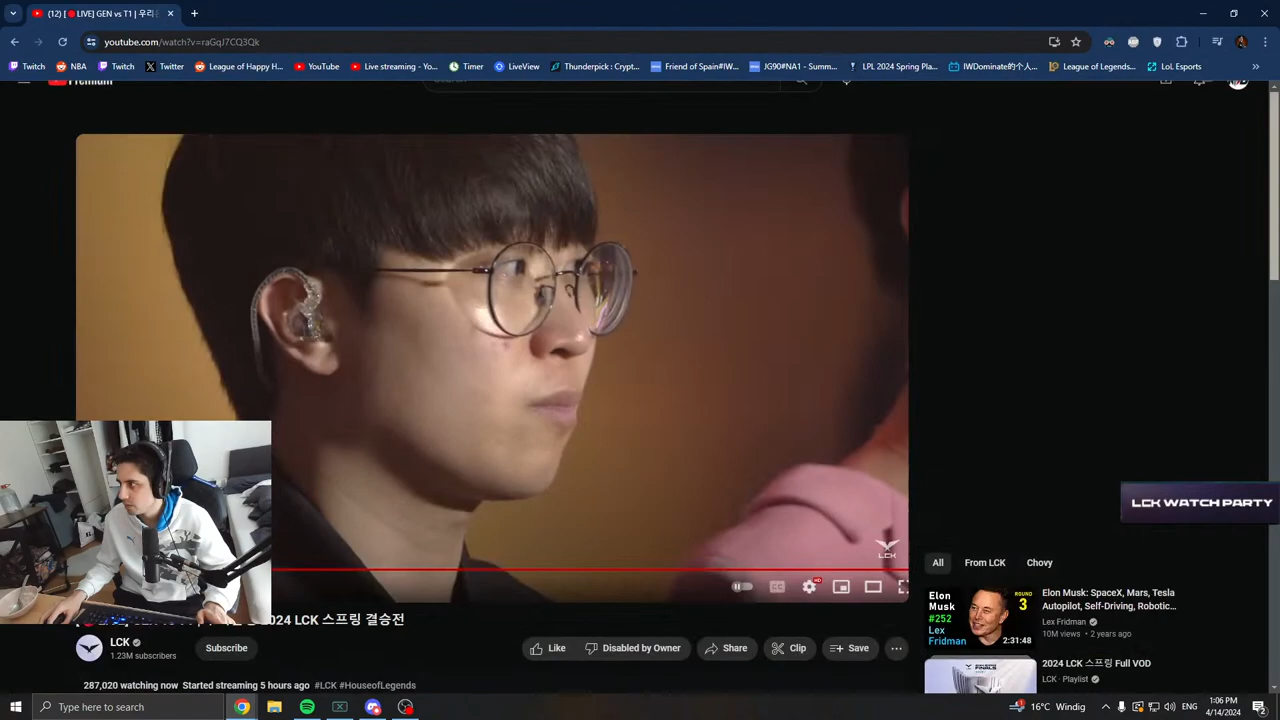 (12) [🔴LIVE] GEN vs T1 | 우리
youtube.com/watch?v=raGqJ7CQ3Qk
Twitch NBA Twitch Twitter League of Happy H... YouTube Live streaming - Yo... Timer LiveView Thunderpick : Crypt... Friend of Spain#IW... JG90#NA1 - Summ... LPL 2024 Spring Pla... IWDominate的个人... League of Legends... LoL Esports
Premium
LCK
HD
LCK WATCH PARTY
All From LCK Chovy
2024 LCK 스프링 결승전
LCK
1.23M subscribers
Subscribe
Like Disabled by Owner Share Clip Save
287,020 watching now Started streaming 5 hours ago #LCK #HouseofLegends
Elon
Musk
#252
Lex
Fridman
ROUND
3
2:31:48
Elon Musk: SpaceX, Mars, Tesla
Autopilot, Self-Driving, Robotic...
Lex Fridman
10M views • 2 years ago
2024 LCK 스프링 Full VOD
LCK • Playlist
Type here to search
16°C Windig
ENG
1:06 PM
4/14/2024
2